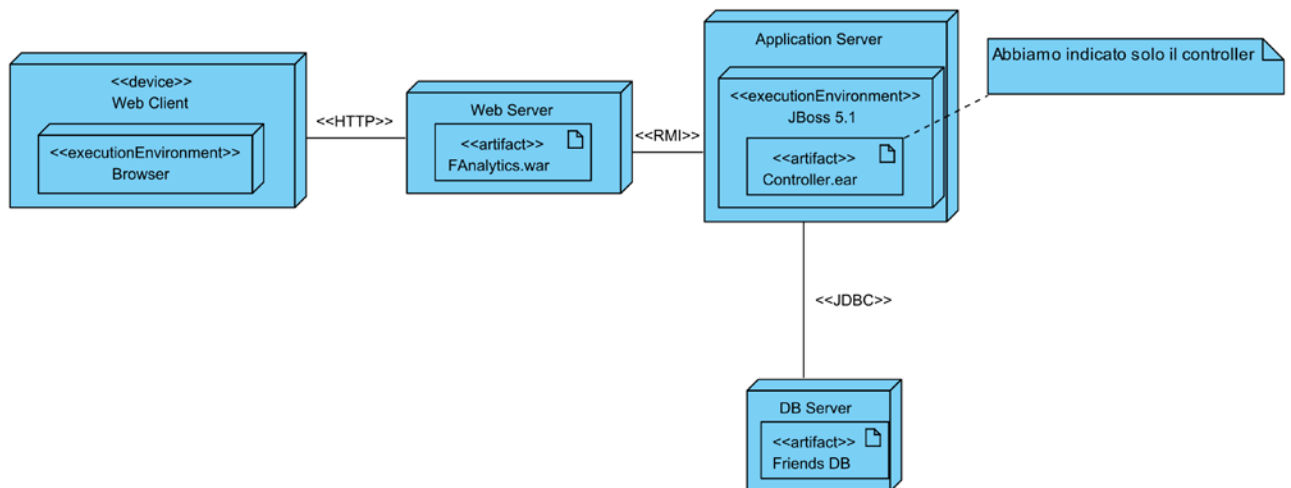 <<device>>
Web Client
<<executionEnvironment>>
Browser
<<HTTP>>
Web Server
<<artifact>>
FAnalytics.war
<<RMI>>
Application Server
<<executionEnvironment>>
JBoss 5.1
<<artifact>>
Controller.ear
Abbiamo indicato solo il controller
<<JDBC>>
DB Server
<<artifact>>
Friends DB